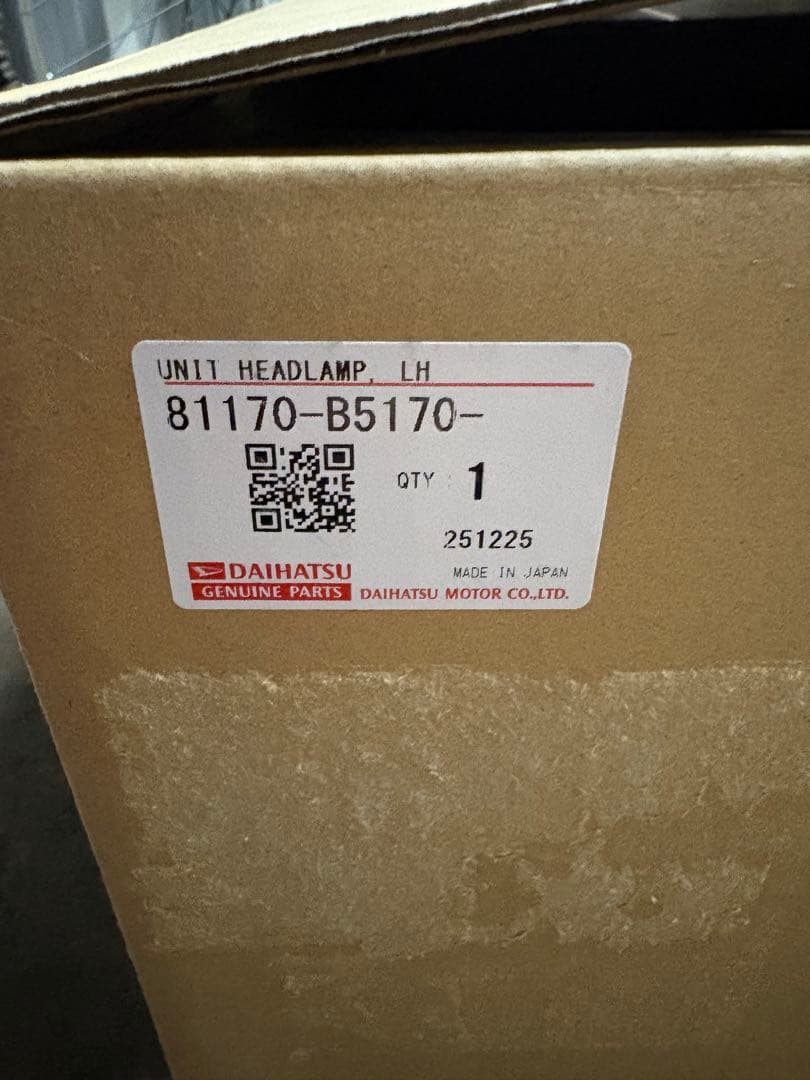 UNIT HEADLAMP, LH
81170-B5170-
QTY : 1
251225
DAIHATSU MADE IN JAPAN
GENUINE PARTS DAIHATSU MOTOR CO.,LTD.